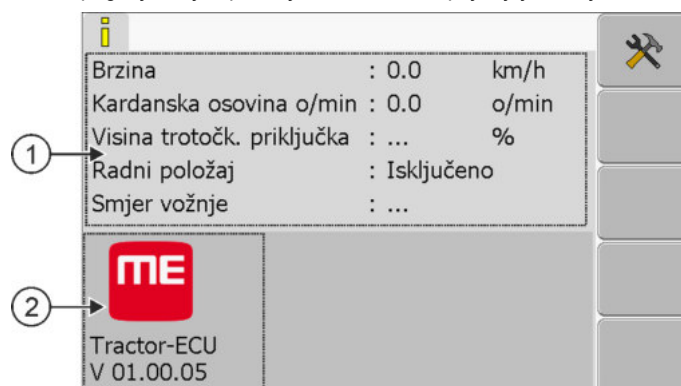 Brzina : 0.0 km/h
Kardanska osovina o/min : 0.0 o/min
Visina trotočk. priključka : ... %
1
Radni položaj : Isključeno
Smjer vožnje : ...
ME
2
Tractor-ECU
V 01.00.05